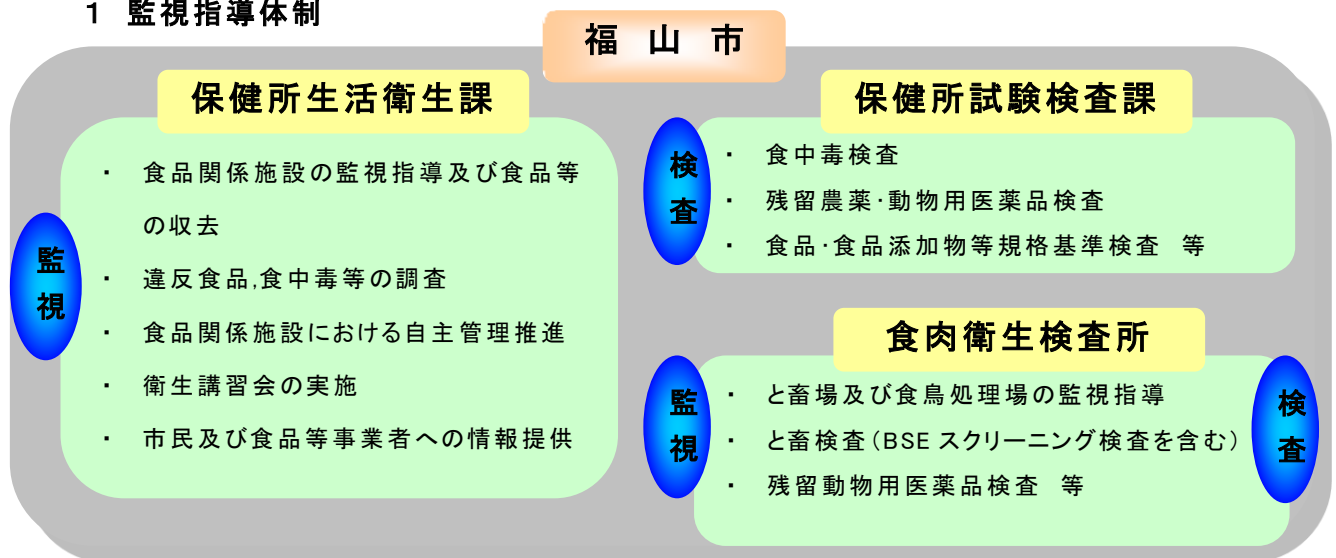 1 監視指導体制
福 山 市
保健所生活衛生課
監視
・ 食品関係施設の監視指導及び食品等
の収去
・ 違反食品,食中毒等の調査
・ 食品関係施設における自主管理推進
・ 衛生講習会の実施
・ 市民及び食品等事業者への情報提供
保健所試験検査課
検査
・ 食中毒検査
・ 残留農薬・動物用医薬品検査
・ 食品・食品添加物等規格基準検査 等
食肉衛生検査所
監視
・ と畜場及び食鳥処理場の監視指導
・ と畜検査(BSE スクリーニング検査を含む)
・ 残留動物用医薬品検査 等
検査